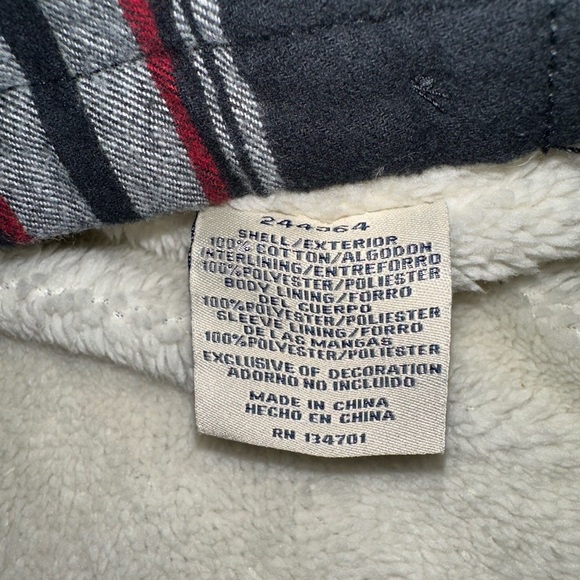 244564
SHELL/EXTERIOR
100% COTTON/ALGODON
INTERLINING/ENTREFORRO
100%POLYESTER/POLIESTER
BODY LINING/FORRO
DEL CUERPO
100%POLYESTER/POLIESTER
SLEEVE LINING/FORRO
DE LAS MANGAS
100%POLYESTER/POLIESTER
EXCLUSIVE OF DECORATION
ADORNO NO INCLUIDO
MADE IN CHINA
HECHO EN CHINA
RN 134701